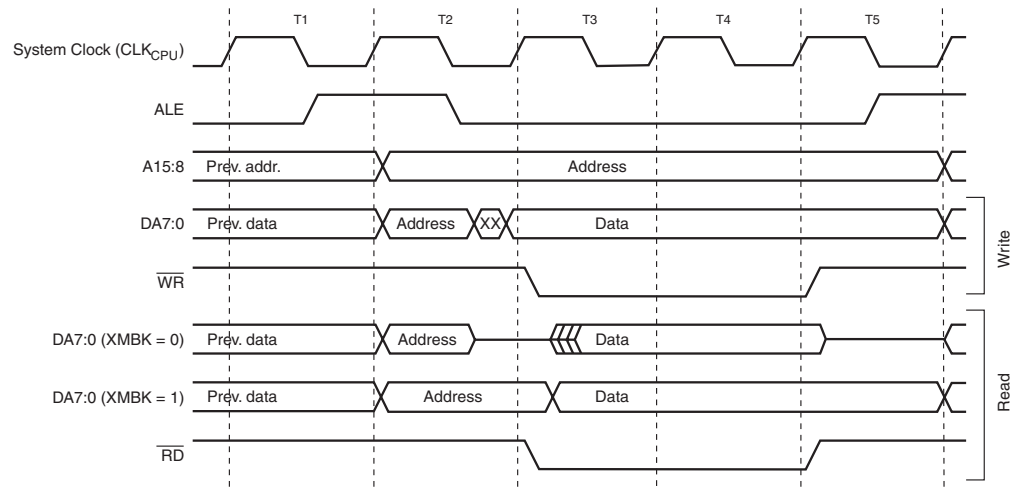 T1 T2 T3 T4 T5
System Clock (CLKCPU)
ALE
A15:8 Prev. addr. Address
DA7:0 Prev. data Address XX Data
WR
Write
DA7:0 (XMBK = 0) Prev. data Address Data
DA7:0 (XMBK = 1) Prev. data Address Data
RD
Read